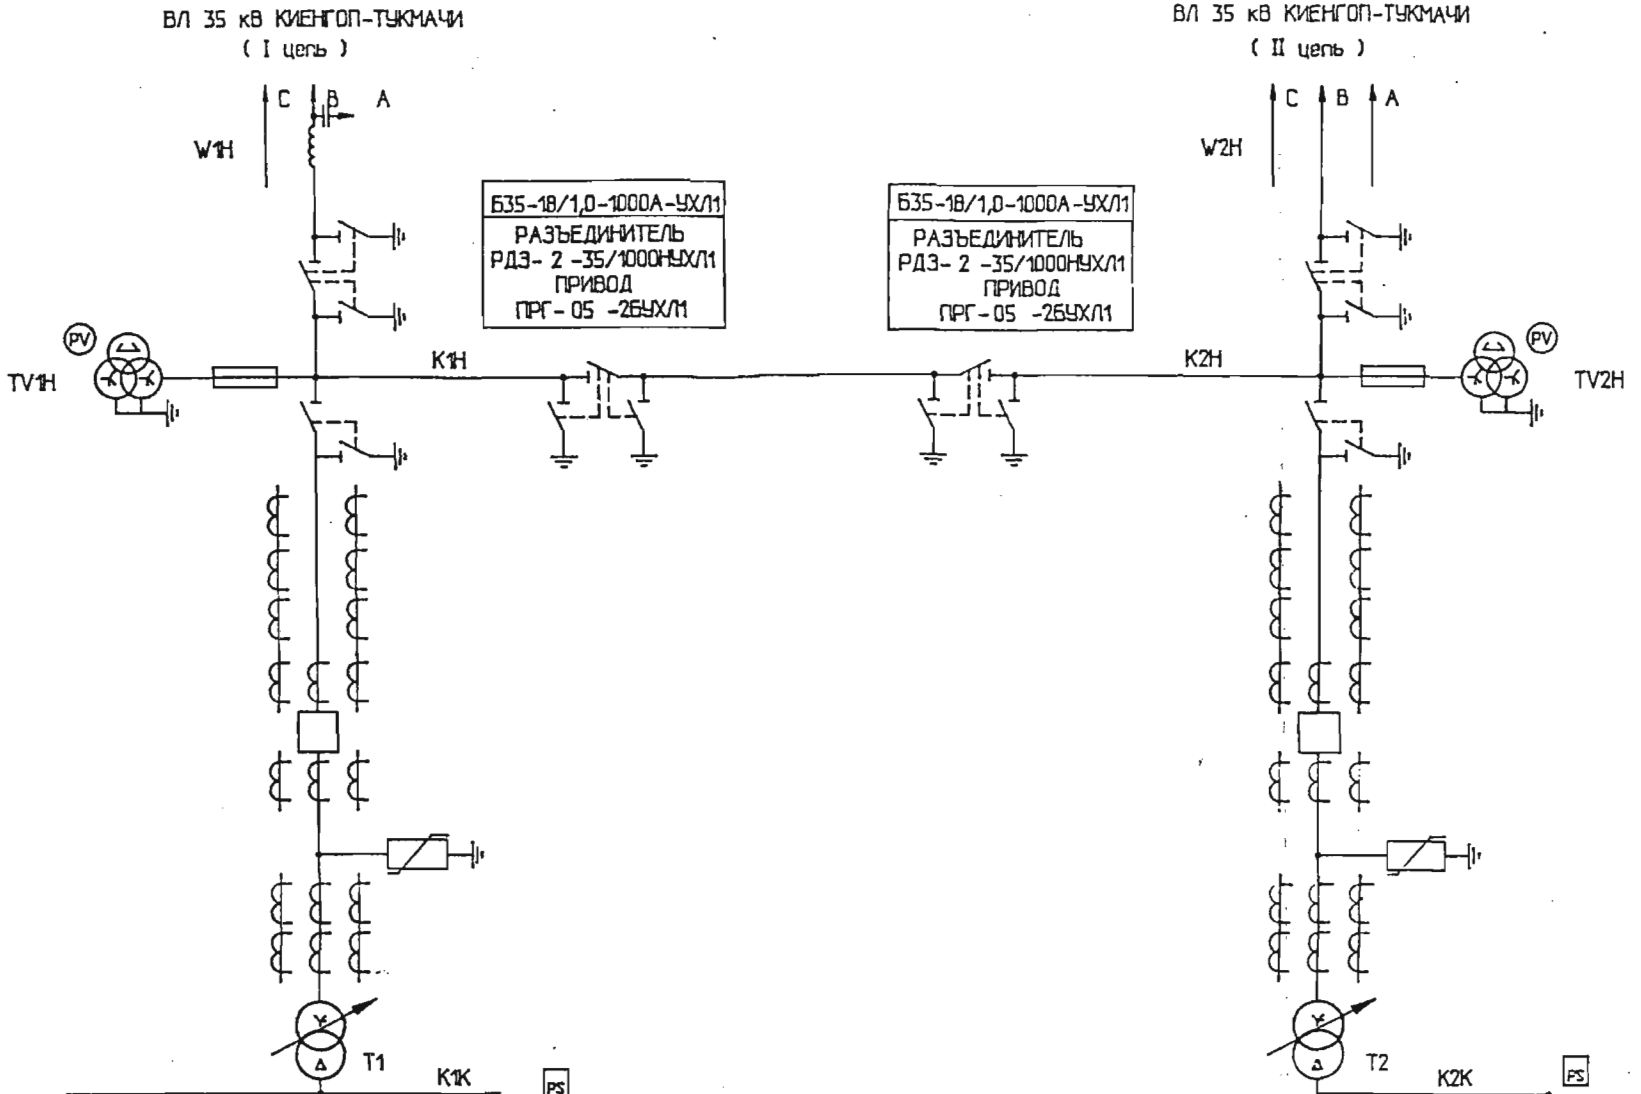 ВЛ 35 кВ КИЕНГОП-ТУКМАЧИ
( I цепь )
ВЛ 35 кВ КИЕНГОП-ТУКМАЧИ
( II цепь )
C B A
C B A
W1H
W2H
Б35-18/1,0-1000А-УХЛ1
РАЗЪЕДИНИТЕЛЬ
РДЗ- 2 -35/1000НУХЛ1
ПРИВОД
ПРГ- 05 -2БУХЛ1
Б35-18/1,0-1000А-УХЛ1
РАЗЪЕДИНИТЕЛЬ
РДЗ- 2 -35/1000НУХЛ1
ПРИВОД
ПРГ- 05 -2БУХЛ1
PV
TV1H
K1H
K2H
PV
TV2H
T1
T2
K1K
PS
K2K
PS